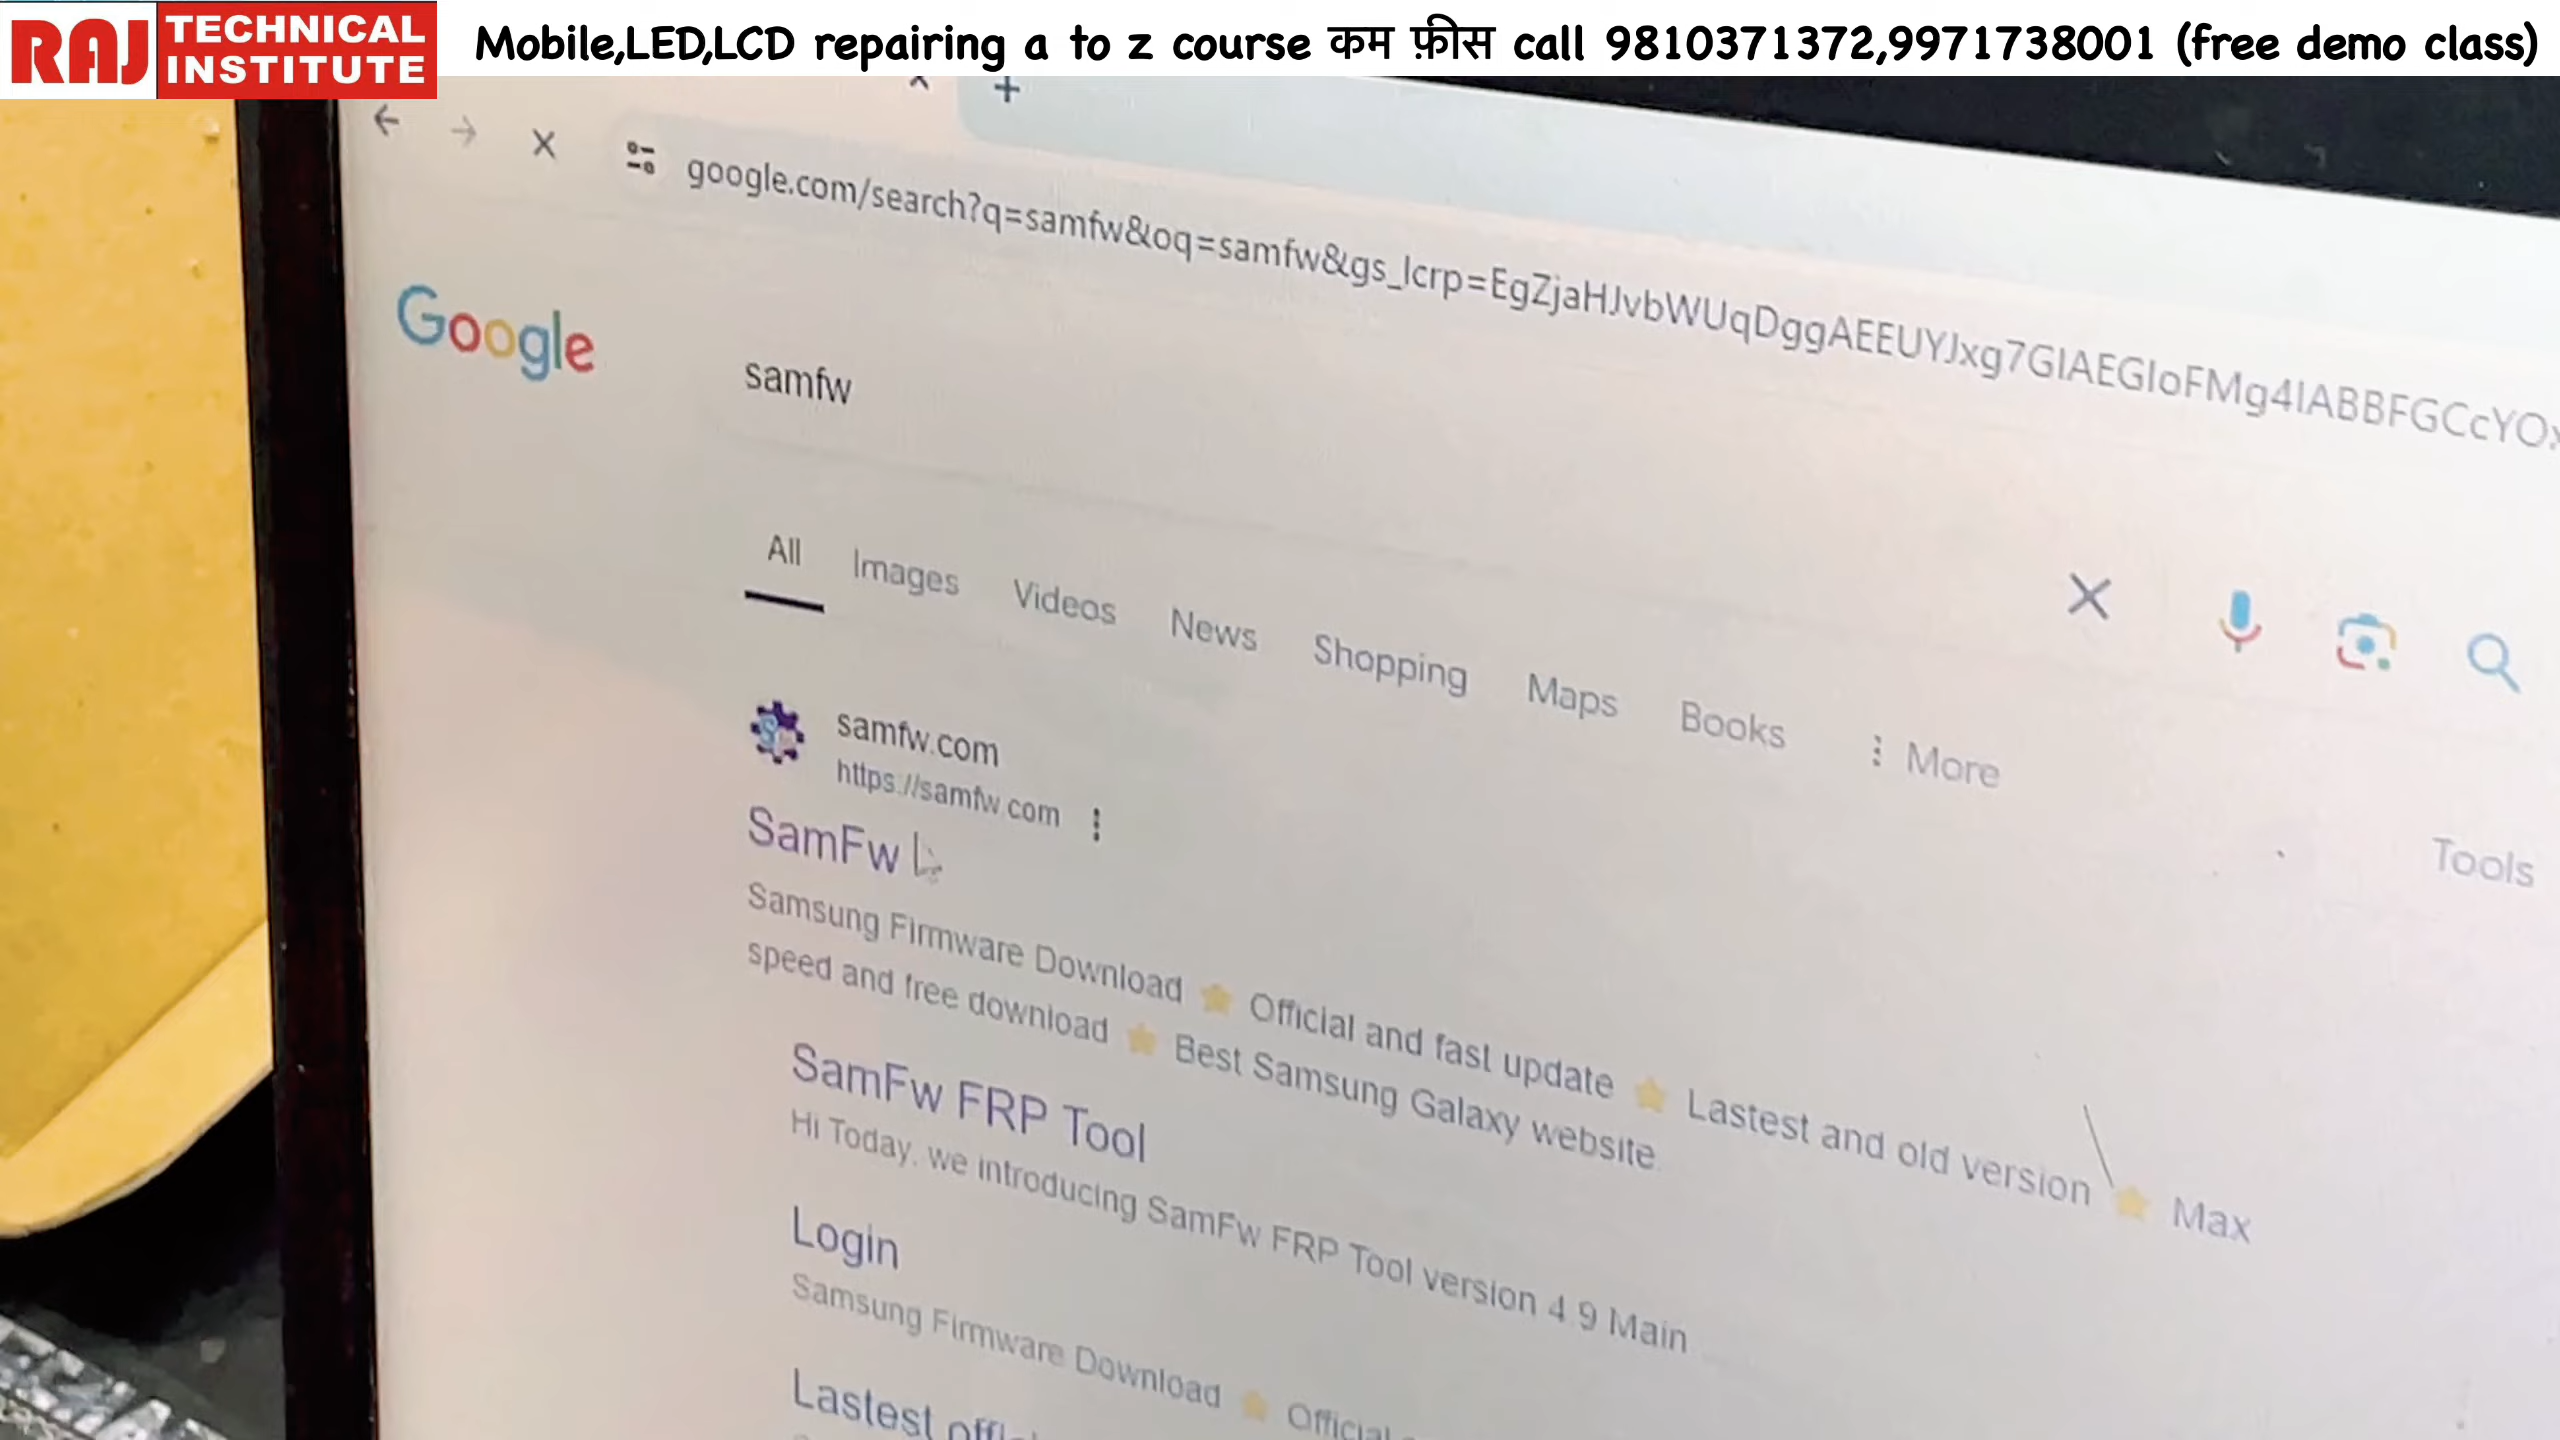 RAJ TECHNICAL INSTITUTE
Mobile,LED,LCD repairing a to z course कम फ़ीस call 9810371372,9971738001 (free demo class)
google.com/search?q=samfw&oq=samfw&gs_lcrp=EgZjaHJvbWUqDggAEEUYJxg7GIAEGIoFMg4IABBFGCcYOx
Google
samfw
All Images Videos News Shopping Maps Books More
Tools
samfw.com
https://samfw.com
SamFw
Samsung Firmware Download ⭐ Official and fast update ⭐ Lastest and old version ⭐ Max
speed and free download ⭐ Best Samsung Galaxy website.
SamFw FRP Tool
Hi Today, we introducing SamFw FRP Tool version 4.9 Main
Login
Samsung Firmware Download ⭐ Official
Lastest